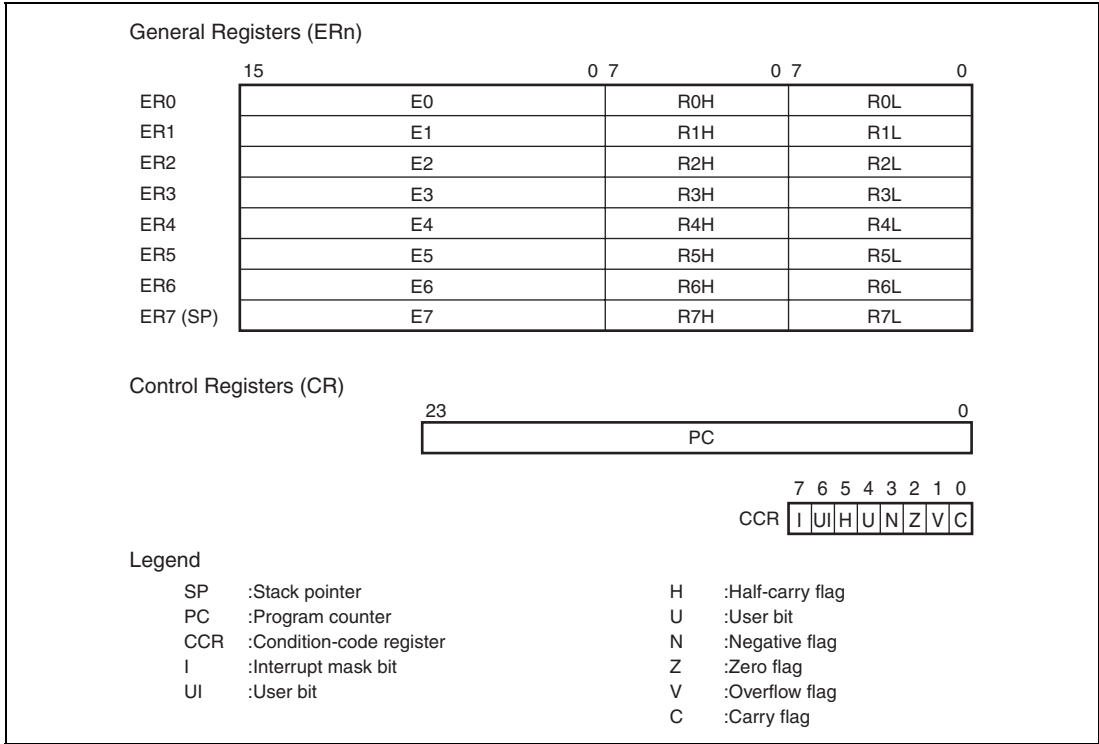 General Registers (ERn)
15 0 7 0 7 0
ER0 E0 R0H R0L
ER1 E1 R1H R1L
ER2 E2 R2H R2L
ER3 E3 R3H R3L
ER4 E4 R4H R4L
ER5 E5 R5H R5L
ER6 E6 R6H R6L
ER7 (SP) E7 R7H R7L
Control Registers (CR)
23 0
PC
7 6 5 4 3 2 1 0
CCR I UI H U N Z V C
Legend
SP :Stack pointer
PC :Program counter
CCR :Condition-code register
I :Interrupt mask bit
UI :User bit
H :Half-carry flag
U :User bit
N :Negative flag
Z :Zero flag
V :Overflow flag
C :Carry flag